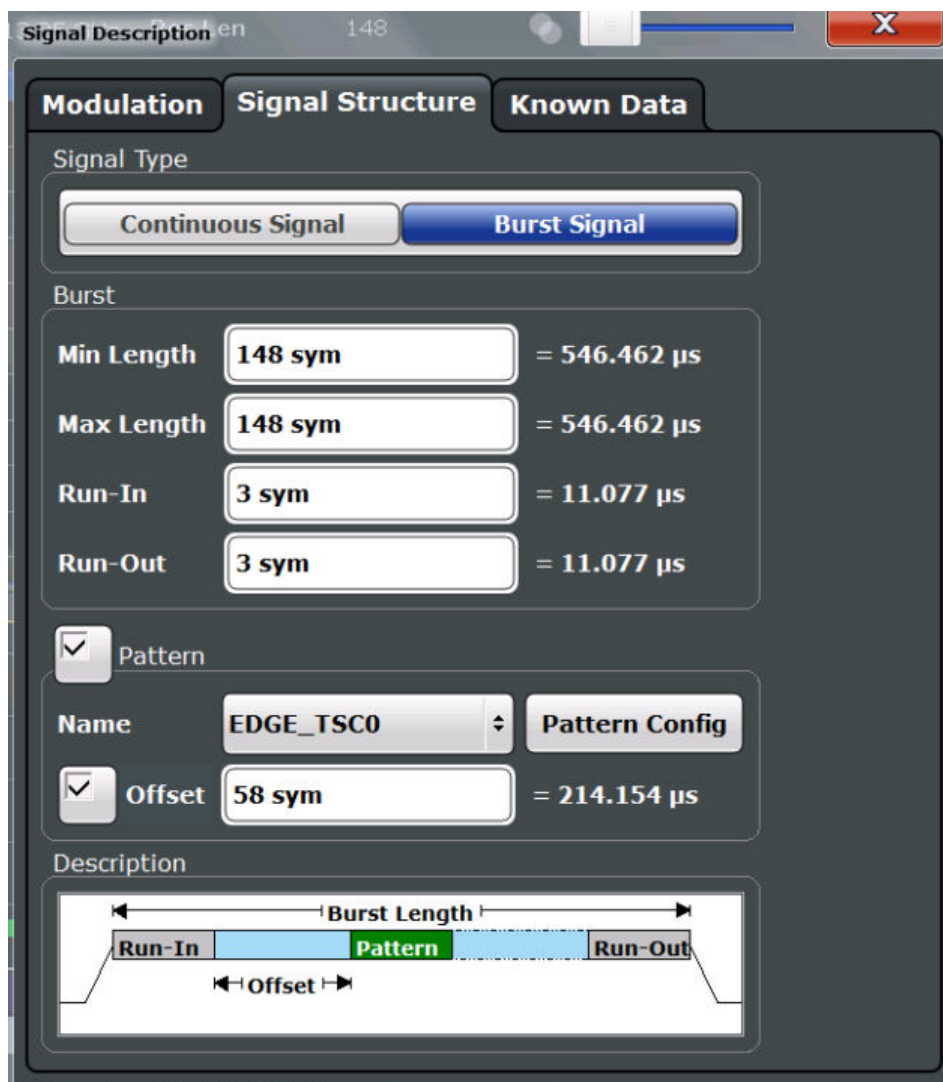 Signal Description en 148 X
Modulation Signal Structure Known Data
Signal Type
Continuous Signal Burst Signal
Burst
Min Length 148 sym = 546.462 µs
Max Length 148 sym = 546.462 µs
Run-In 3 sym = 11.077 µs
Run-Out 3 sym = 11.077 µs
Pattern
Name EDGE_TSC0 Pattern Config
Offset 58 sym = 214.154 µs
Description
Burst Length
Run-In Pattern Run-Out
Offset